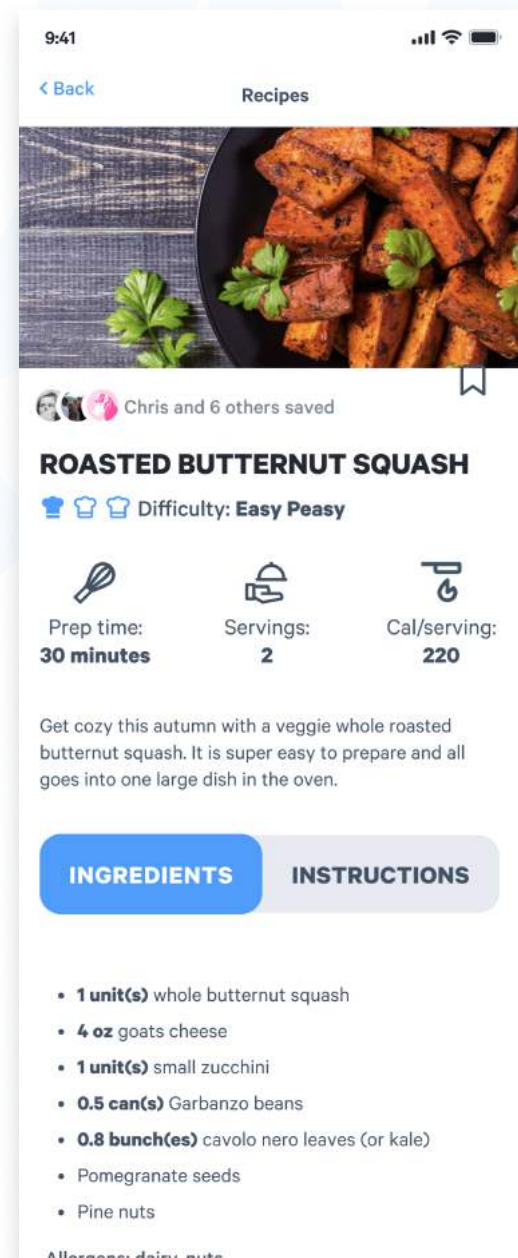 9:41
Back
Recipes
Chris and 6 others saved
ROASTED BUTTERNUT SQUASH
Difficulty: Easy Peasy
Prep time: Servings: Cal/serving:
30 minutes 2 220
Get cozy this autumn with a veggie whole roasted
butternut squash. It is super easy to prepare and all
goes into one large dish in the oven.
INGREDIENTS INSTRUCTIONS
• 1 unit(s) whole butternut squash
• 4 oz goats cheese
• 1 unit(s) small zucchini
• 0.5 can(s) Garbanzo beans
• 0.8 bunch(es) cavolo nero leaves (or kale)
• Pomegranate seeds
• Pine nuts
Allergens: dairy, nuts